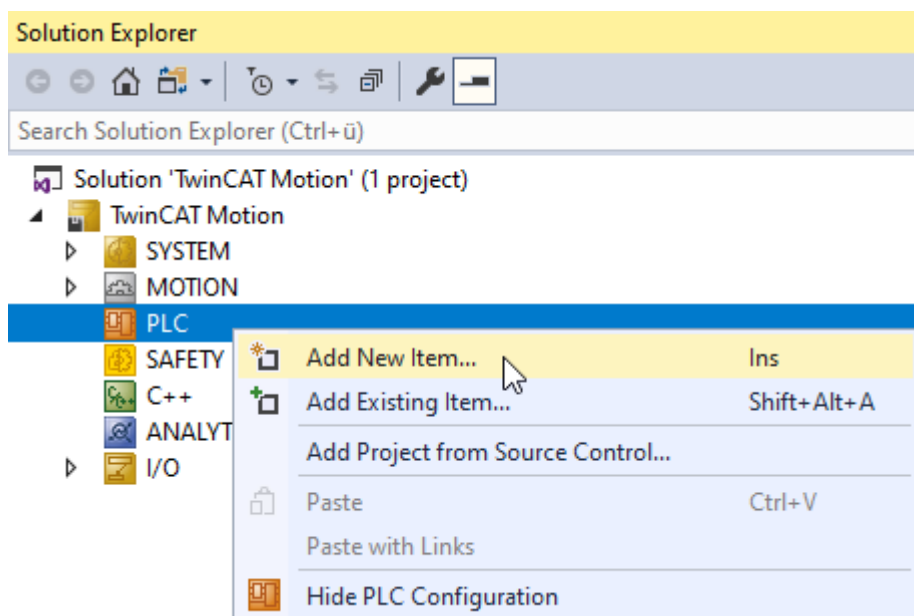 Solution Explorer
Search Solution Explorer (Ctrl+ü)
Solution 'TwinCAT Motion' (1 project)
TwinCAT Motion
SYSTEM
MOTION
PLC
SAFETY
C++
ANALYT
I/O
Add New Item... Ins
Add Existing Item... Shift+Alt+A
Add Project from Source Control...
Paste Ctrl+V
Paste with Links
Hide PLC Configuration